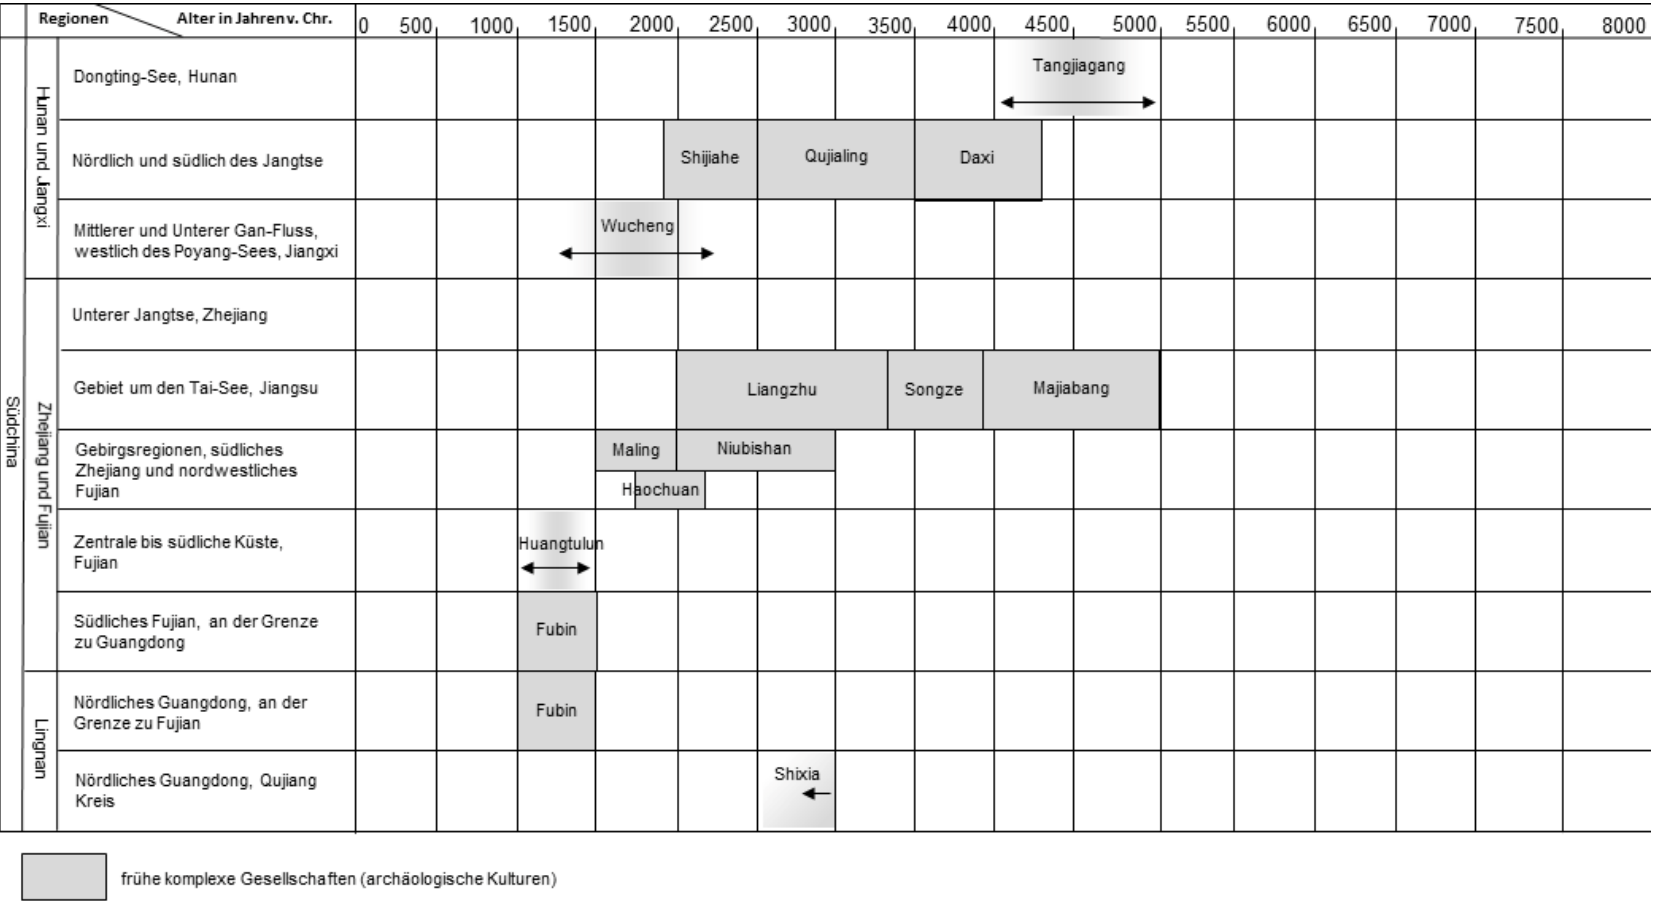 Regionen Alter in Jahren v. Chr. 0 500 1000 1500 2000 2500 3000 3500 4000 4500 5000 5500 6000 6500 7000 7500 8000
Südchina
Hunan und Jiangxi
Dongting-See, Hunan
Tangjiagang
Nördlich und südlich des Jangtse
Shijiahe Qujialing Daxi
Mittlerer und Unterer Gan-Fluss,
westlich des Poyang-Sees, Jiangxi
Wucheng
Zhejiang und Fujian
Unterer Jangtse, Zhejiang
Gebiet um den Tai-See, Jiangsu
Liangzhu Songze Majiabang
Gebirgsregionen, südliches
Zhejiang und nordwestliches
Fujian
Maling Niubishan
Haochuan
Zentrale bis südliche Küste,
Fujian
Huangtulun
Südliches Fujian, an der Grenze
zu Guangdong
Fubin
Lingnan
Nördliches Guangdong, an der
Grenze zu Fujian
Fubin
Nördliches Guangdong, Qujiang
Kreis
Shixia
frühe komplexe Gesellschaften (archäologische Kulturen)